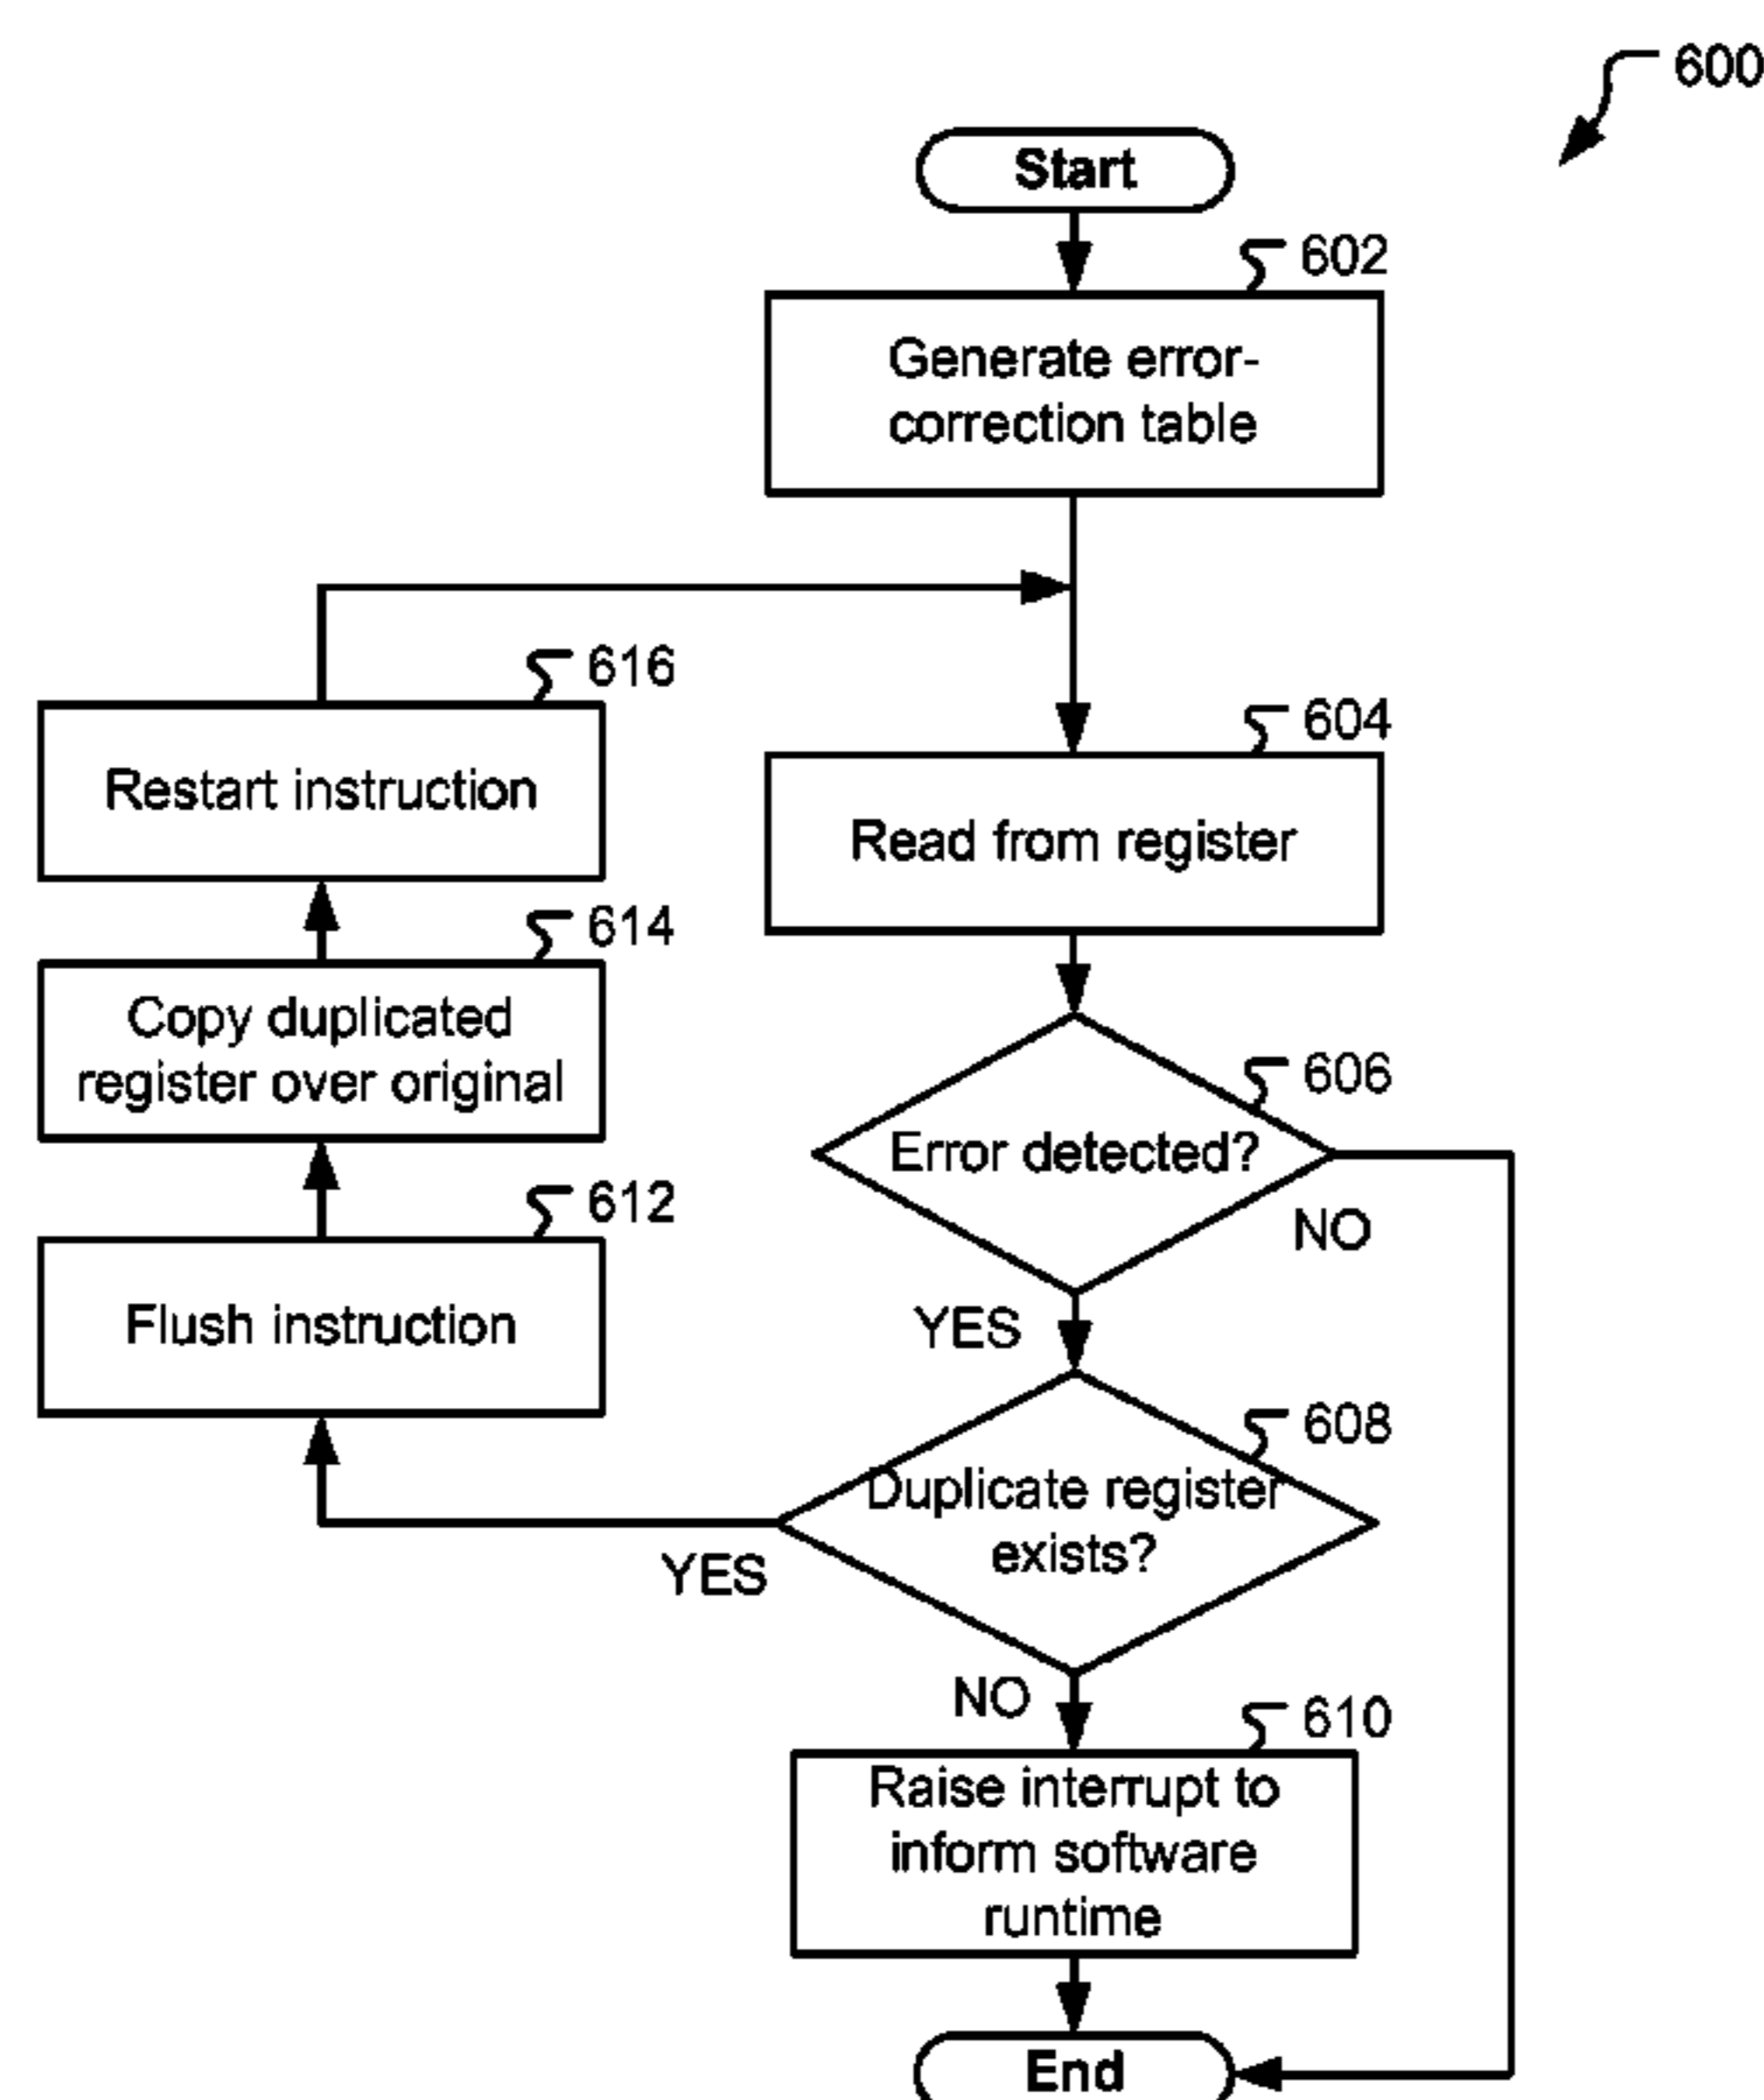 600
Start
602
Generate error-
correction table
616
Restart instruction
604
Read from register
614
Copy duplicated
register over original
606
Error detected?
NO
612
Flush instruction
YES
608
Duplicate register
exists?
YES
NO
610
Raise interrupt to
inform software
runtime
End